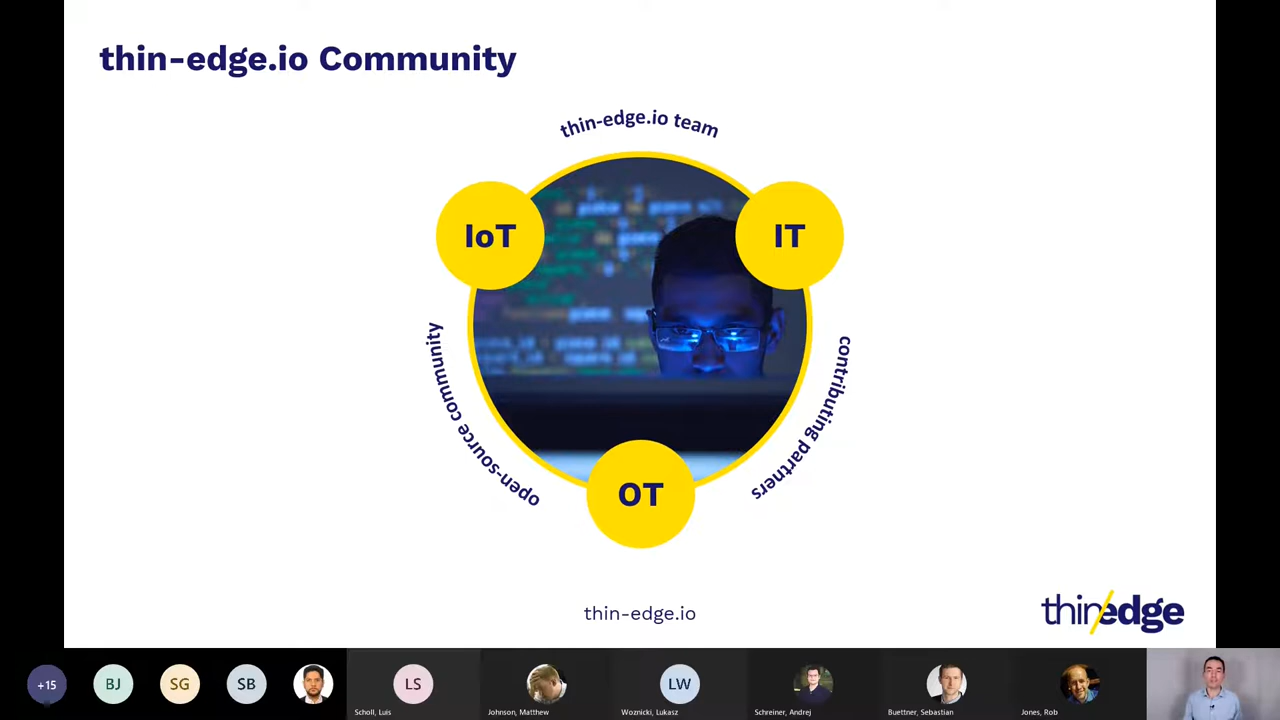 thin-edge.io Community
thin-edge.io team
IoT
IT
open-source community
contributing partners
OT
thin-edge.io
thin/edge
+15
BJ
SG
SB
LS
Scholl, Luis
Johnson, Matthew
LW
Woznicki, Lukasz
Schreiner, Andrej
Buettner, Sebastian
Jones, Rob